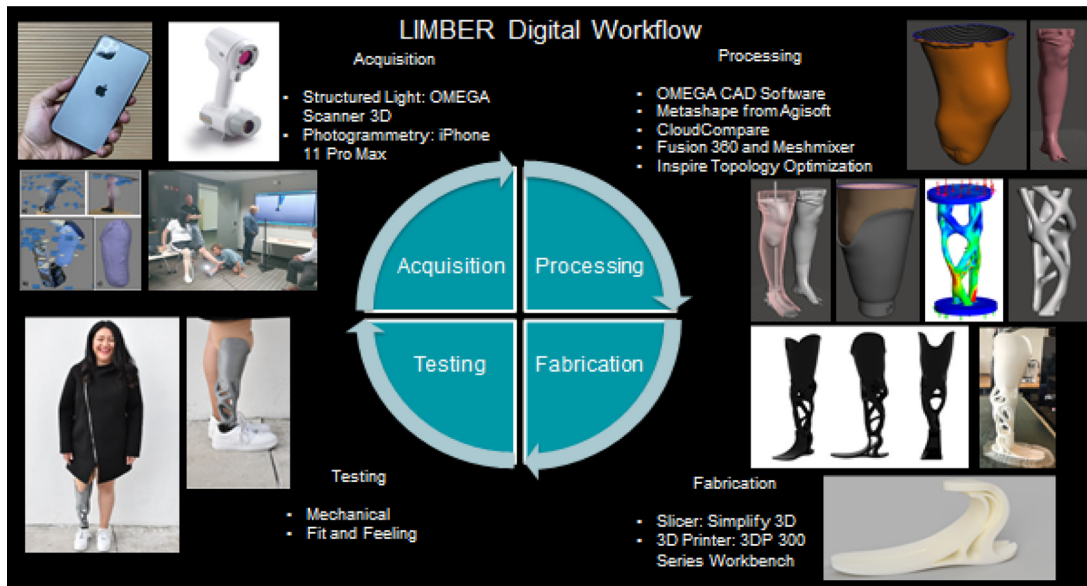 LIMBER Digital Workflow
Acquisition
▪ Structured Light: OMEGA
Scanner 3D
▪ Photogrammetry: iPhone
11 Pro Max
Processing
▪ OMEGA CAD Software
▪ Metashape from Agisoft
▪ CloudCompare
▪ Fusion 360 and Meshmixer
▪ Inspire Topology Optimization
Acquisition
Processing
Testing
Fabrication
Testing
▪ Mechanical
▪ Fit and Feeling
Fabrication
▪ Slicer: Simplify 3D
▪ 3D Printer: 3DP 300
Series Workbench